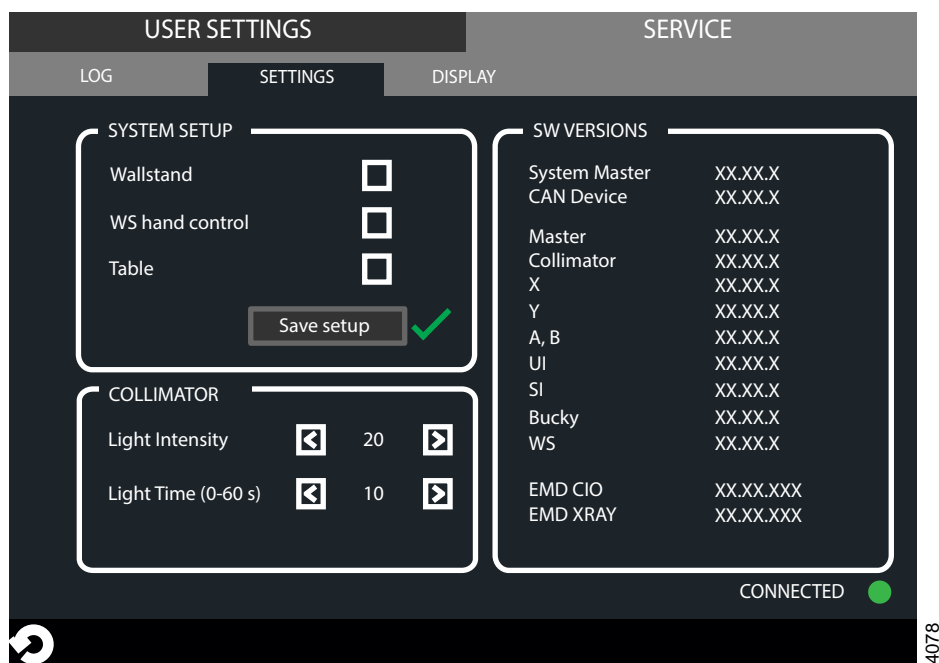 USER SETTINGS
SERVICE
LOG
SETTINGS
DISPLAY
SYSTEM SETUP
Wallstand
WS hand control
Table
Save setup
COLLIMATOR
Light Intensity 20
Light Time (0-60 s) 10
SW VERSIONS
System Master XX.XX.X
CAN Device XX.XX.X
Master XX.XX.X
Collimator XX.XX.X
X XX.XX.X
Y XX.XX.X
A, B XX.XX.X
UI XX.XX.X
SI XX.XX.X
Bucky XX.XX.X
WS XX.XX.X
EMD CIO XX.XX.XXX
EMD XRAY XX.XX.XXX
CONNECTED
4078